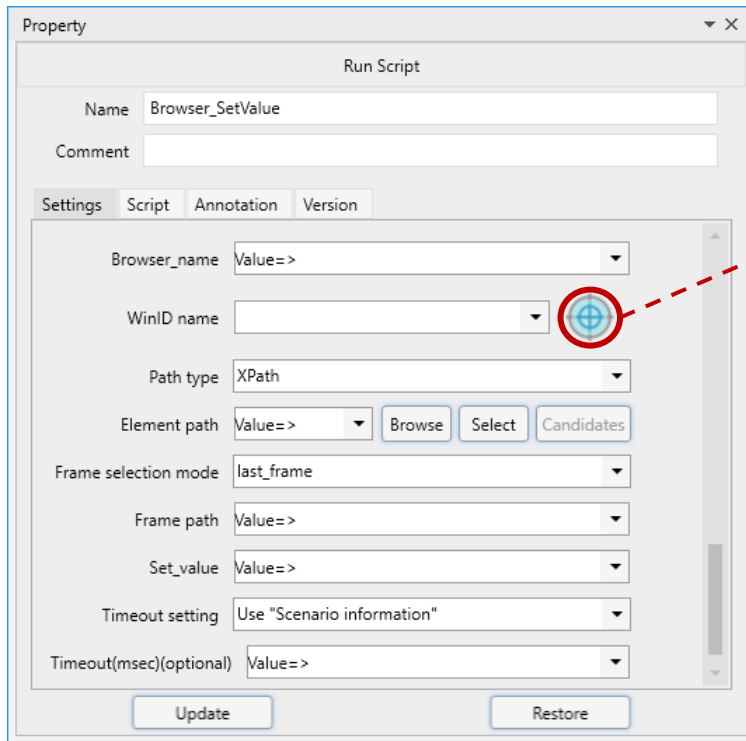 Property
Run Script
Name Browser_SetValue
Comment
Settings Script Annotation Version
Browser_name Value=>
WinID name
Path type XPath
Element path Value=> Browse Select Candidates
Frame selection mode last_frame
Frame path Value=>
Set_value Value=>
Timeout setting Use "Scenario information"
Timeout(msec)(optional) Value=>
Update Restore